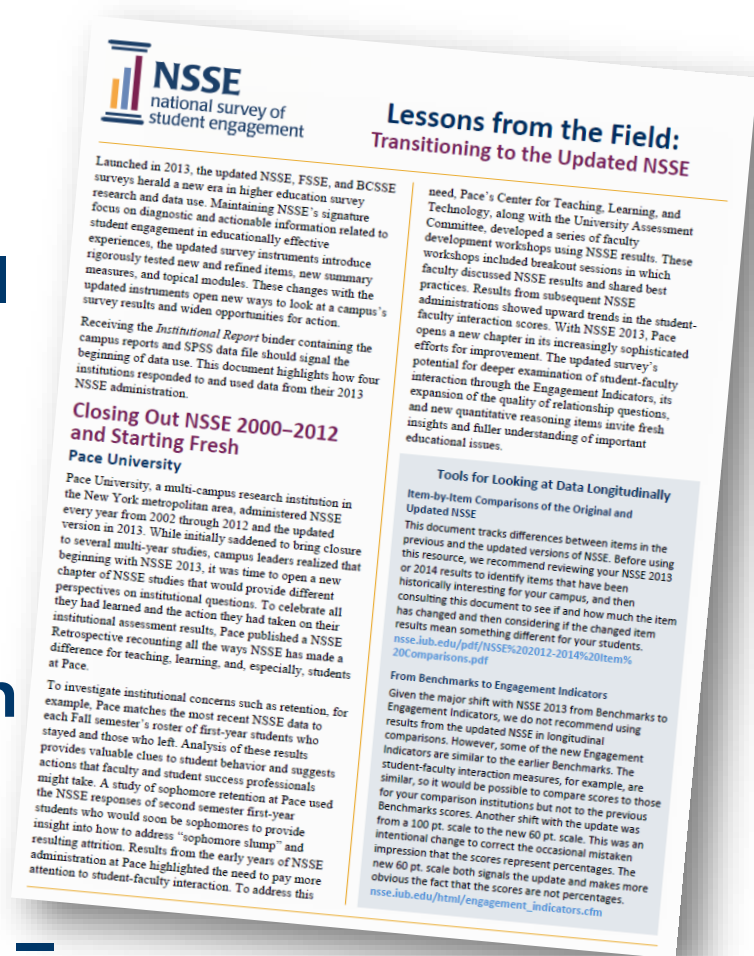 NSSE
national survey of
student engagement
Lessons from the Field:
Transitioning to the Updated NSSE
Launched in 2013, the updated NSSE, FSSE, and BCSSE
surveys herald a new era in higher education survey
research and data use. Maintaining NSSE's signature
focus on diagnostic and actionable information related to
student engagement in educationally effective
experiences, the updated survey instruments introduce
rigorously tested new and refined items, new summary
measures, and topical modules. These changes with the
updated instruments open new ways to look at a campus's
survey results and widen opportunities for action.
Receiving the Institutional Report binder containing the
campus reports and SPSS data file should signal the
beginning of data use. This document highlights how four
institutions responded to and used data from their 2013
NSSE administration.
Closing Out NSSE 2000–2012
and Starting Fresh
Pace University
Pace University, a multi-campus research institution in
the New York metropolitan area, administered NSSE
every year from 2002 through 2012 and the updated
version in 2013. While initially saddened to bring closure
to several multi-year studies, campus leaders realized that
beginning with NSSE 2013, it was time to open a new
chapter of NSSE studies that would provide different
perspectives on institutional questions. To celebrate all
they had learned and the action they had taken on their
institutional assessment results, Pace published a NSSE
Retrospective recounting all the ways NSSE has made a
difference for teaching, learning, and, especially, students
at Pace.
To investigate institutional concerns such as retention, for
example, Pace matches the most recent NSSE data to
each Fall semester's roster of first-year students who
stayed and those who left. Analysis of these results
provides valuable clues to student behavior and suggests
actions that faculty and student success professionals
might take. A study of sophomore retention at Pace used
the NSSE responses of second semester first-year
students who would soon be sophomores to provide
insight into how to address "sophomore slump" and
resulting attrition. Results from the early years of NSSE
administration at Pace highlighted the need to pay more
attention to student-faculty interaction. To address this
need, Pace's Center for Teaching, Learning, and
Technology, along with the University Assessment
Committee, developed a series of faculty
development workshops using NSSE results. These
workshops included breakout sessions in which
faculty discussed NSSE results and shared best
practices. Results from subsequent NSSE
administrations showed upward trends in the student-
faculty interaction scores. With NSSE 2013, Pace
opens a new chapter in its increasingly sophisticated
efforts for improvement. The updated survey's
potential for deeper examination of student-faculty
interaction through the Engagement Indicators, its
expansion of the quality of relationship questions,
and new quantitative reasoning items invite fresh
insights and fuller understanding of important
educational issues.
Tools for Looking at Data Longitudinally
Item-by-Item Comparisons of the Original and
Updated NSSE
This document tracks differences between items in the
previous and the updated versions of NSSE. Before using
this resource, we recommend reviewing your NSSE 2013
or 2014 results to identify items that have been
historically interesting for your campus, and then
consulting this document to see if and how much the item
has changed and then considering if the changed item
results mean something different for your students.
nsse.iub.edu/pdf/NSSE%202012-2014%20Item%
20Comparisons.pdf
From Benchmarks to Engagement Indicators
Given the major shift with NSSE 2013 from Benchmarks to
Engagement Indicators, we do not recommend using
results from the updated NSSE in longitudinal
comparisons. However, some of the new Engagement
Indicators are similar to the earlier Benchmarks. The
student-faculty interaction measures, for example, are
similar, so it would be possible to compare scores to those
for your comparison institutions but not to the previous
Benchmarks scores. Another shift with the update was
from a 100 pt. scale to the new 60 pt. scale. This was an
intentional change to correct the occasional mistaken
impression that the scores represent percentages. The
new 60 pt. scale both signals the update and makes more
obvious the fact that the scores are not percentages.
nsse.iub.edu/html/engagement_indicators.cfm